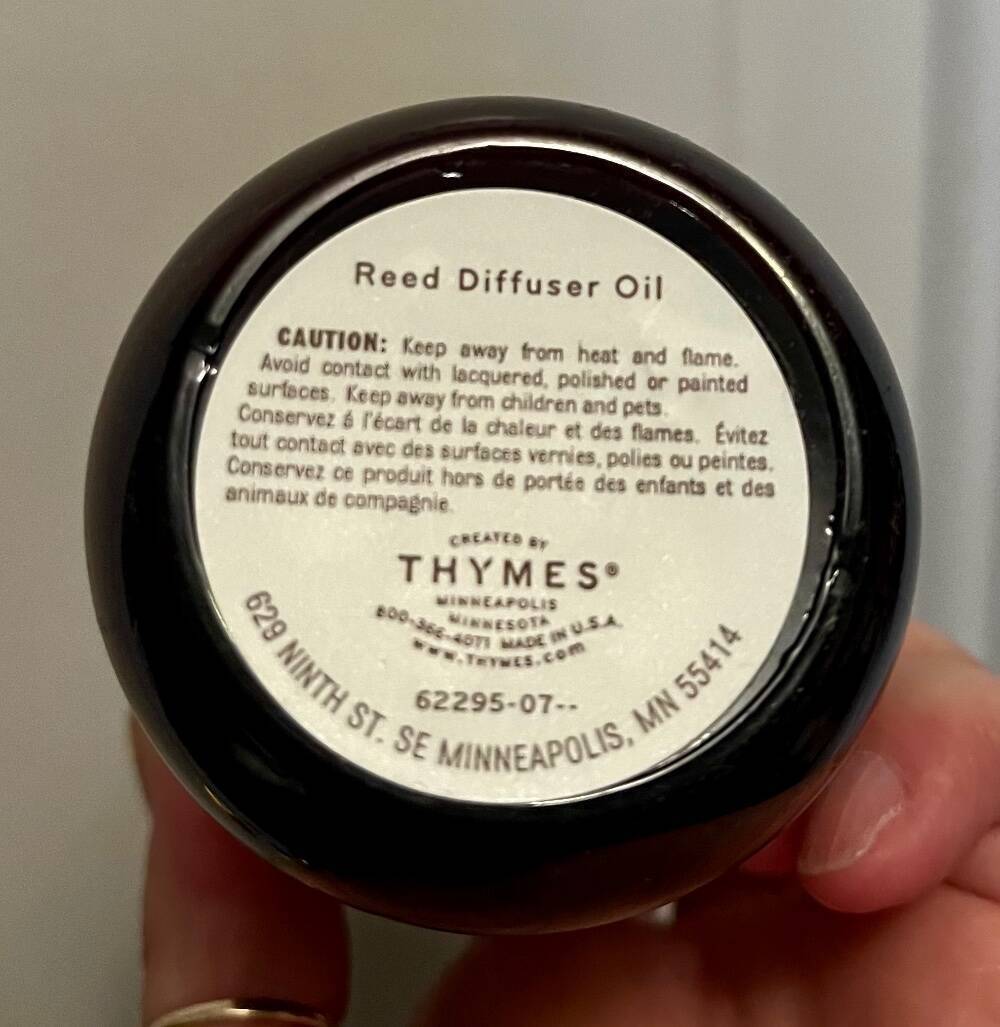 Reed Diffuser Oil
CAUTION: Keep away from heat and flame.
Avoid contact with lacquered, polished or painted
surfaces. Keep away from children and pets.
Conservez á l'écart de la chaleur et des flames. Évitez
tout contact avec des surfaces vernies, polies ou peintes.
Conservez ce produit hors de portée des enfants et des
animaux de compagnie.
CREATED BY
THYMES®
MINNEAPOLIS
MINNESOTA
800-366-4071 MADE IN U.S.A.
www.THYMES.com
62295-07--
629 NINTH ST. SE MINNEAPOLIS, MN 55414